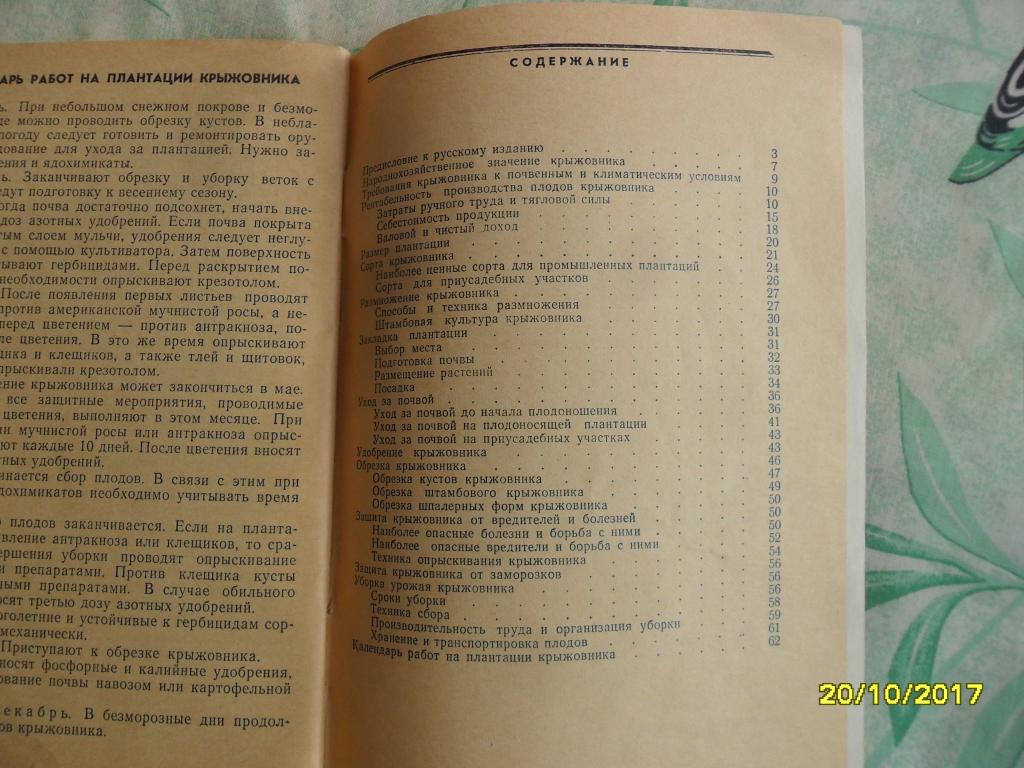 АРЬ РАБОТ НА ПЛАНТАЦИИ КРЫЖОВНИКА
ь. При небольшом снежном покрове и безмо-
де можно проводить обрезку кустов. В небла-
погоду следует готовить и ремонтировать ору-
дование для ухода за плантацией. Нужно за-
ения и ядохимикаты.
ь. Заканчивают обрезку и уборку веток с
едут подготовку к весеннему сезону.
огда почва достаточно подсохнет, начать вне-
доз азотных удобрений. Если почва покрыта
тым слоем мульчи, удобрения следует неглу-
с помощью культиватора. Затем поверхность
ывают гербицидами. Перед раскрытием по-
необходимости опрыскивают крезотолом.
После появления первых листьев проводят
против американской мучнистой росы, а не-
перед цветением — против антракноза, по-
ле цветения. В это же время опрыскивают
щика и клещиков, а также тлей и щитовок,
прыскивали крезотолом.
ение крыжовника может закончиться в мае.
все защитные мероприятия, проводимые
цветения, выполняют в этом месяце. При
ии мучнистой росы или антракноза опрыс-
ют каждые 10 дней. После цветения вносят
тных удобрений.
инается сбор плодов. В связи с этим при
дохимикатов необходимо учитывать время
о плодов заканчивается. Если на планта-
вление антракноза или клещиков, то сра-
ершения уборки проводят опрыскивание
и препаратами. Против клещика кусты
ными препаратами. В случае обильного
осят третью дозу азотных удобрений.
оголетние и устойчивые к гербицидам сор-
механически.
Приступают к обрезке крыжовника.
носят фосфорные и калийные удобрения,
ование почвы навозом или картофельной
екабрь. В безморозные дни продол-
ов крыжовника.
СОДЕРЖАНИЕ
Предисловие к русскому изданию . . . . . . . 3
Народнохозяйственное значение крыжовника . . . . 7
Требования крыжовника к почвенным и климатическим условиям 9
Рентабельность производства плодов крыжовника . . . 10
Затраты ручного труда и тягловой силы . . . . 10
Себестоимость продукции . . . . . . . 15
Валовой и чистый доход . . . . . . . 18
Размер плантации . . . . . . . . . 20
Сорта крыжовника . . . . . . . . . 21
Наиболее ценные сорта для промышленных плантаций . 24
Сорта для приусадебных участков . . . . . 26
Размножение крыжовника . . . . . . . 27
Способы и техника размножения . . . . . 27
Штамбовая культура крыжовника . . . . . 30
Закладка плантации . . . . . . . . 31
Выбор места . . . . . . . . . 31
Подготовка почвы . . . . . . . . 32
Размещение растений . . . . . . . 33
Посадка . . . . . . . . . . 34
Уход за почвой . . . . . . . . . 36
Уход за почвой до начала плодоношения . . . . 36
Уход за почвой на плодоносящей плантации . . . 41
Уход за почвой на приусадебных участках . . . . 43
Удобрение крыжовника . . . . . . . . 43
Обрезка крыжовника . . . . . . . . 46
Обрезка кустов крыжовника . . . . . . 47
Обрезка штамбового крыжовника . . . . . 49
Обрезка шпалерных форм крыжовника . . . . 50
Защита крыжовника от вредителей и болезней . . . . 50
Наиболее опасные болезни и борьба с ними . . . . 50
Наиболее опасные вредители и борьба с ними . . . 52
Техника опрыскивания крыжовника . . . . . 54
Защита крыжовника от заморозков . . . . . . 56
Уборка урожая крыжовника . . . . . . . 56
Сроки уборки . . . . . . . . . 56
Техника сбора . . . . . . . . . 58
Производительность труда и организация уборки . . 59
Хранение и транспортировка плодов . . . . . 61
Календарь работ на плантации крыжовника . . . . 62
20/10/2017